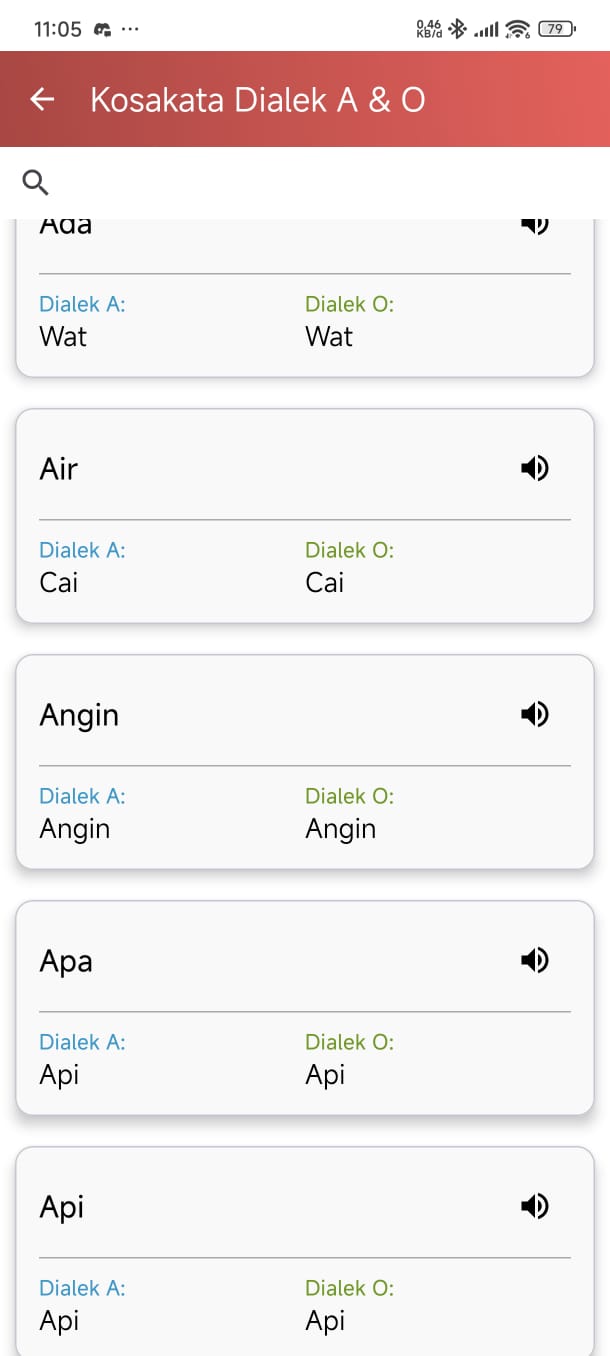 11:05 ...
0,46
KB/d
79
Kosakata Dialek A & O
Ada
Dialek A: Dialek O:
Wat Wat
Air
Dialek A: Dialek O:
Cai Cai
Angin
Dialek A: Dialek O:
Angin Angin
Apa
Dialek A: Dialek O:
Api Api
Api
Dialek A: Dialek O:
Api Api